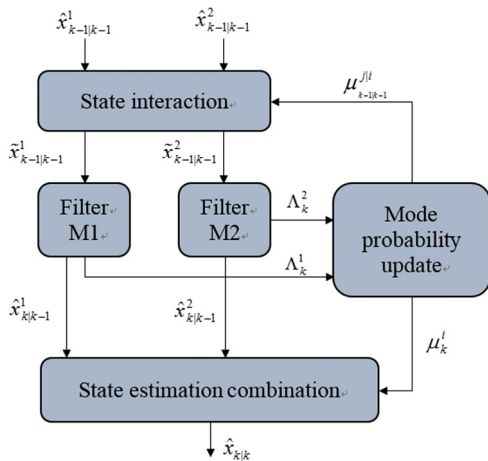 x̂¹ₖ₋₁|ₖ₋₁ x̂²ₖ₋₁|ₖ₋₁
State interaction
μʲ|ⁱₖ₋₁|ₖ₋₁
x̃¹ₖ₋₁|ₖ₋₁ x̃²ₖ₋₁|ₖ₋₁
Filter
M1
Filter
M2
Λ²ₖ
Mode
probability
update
Λ¹ₖ
x̂¹ₖ|ₖ₋₁ x̂²ₖ|ₖ₋₁
μⁱₖ
State estimation combination
x̂ₖ|ₖ